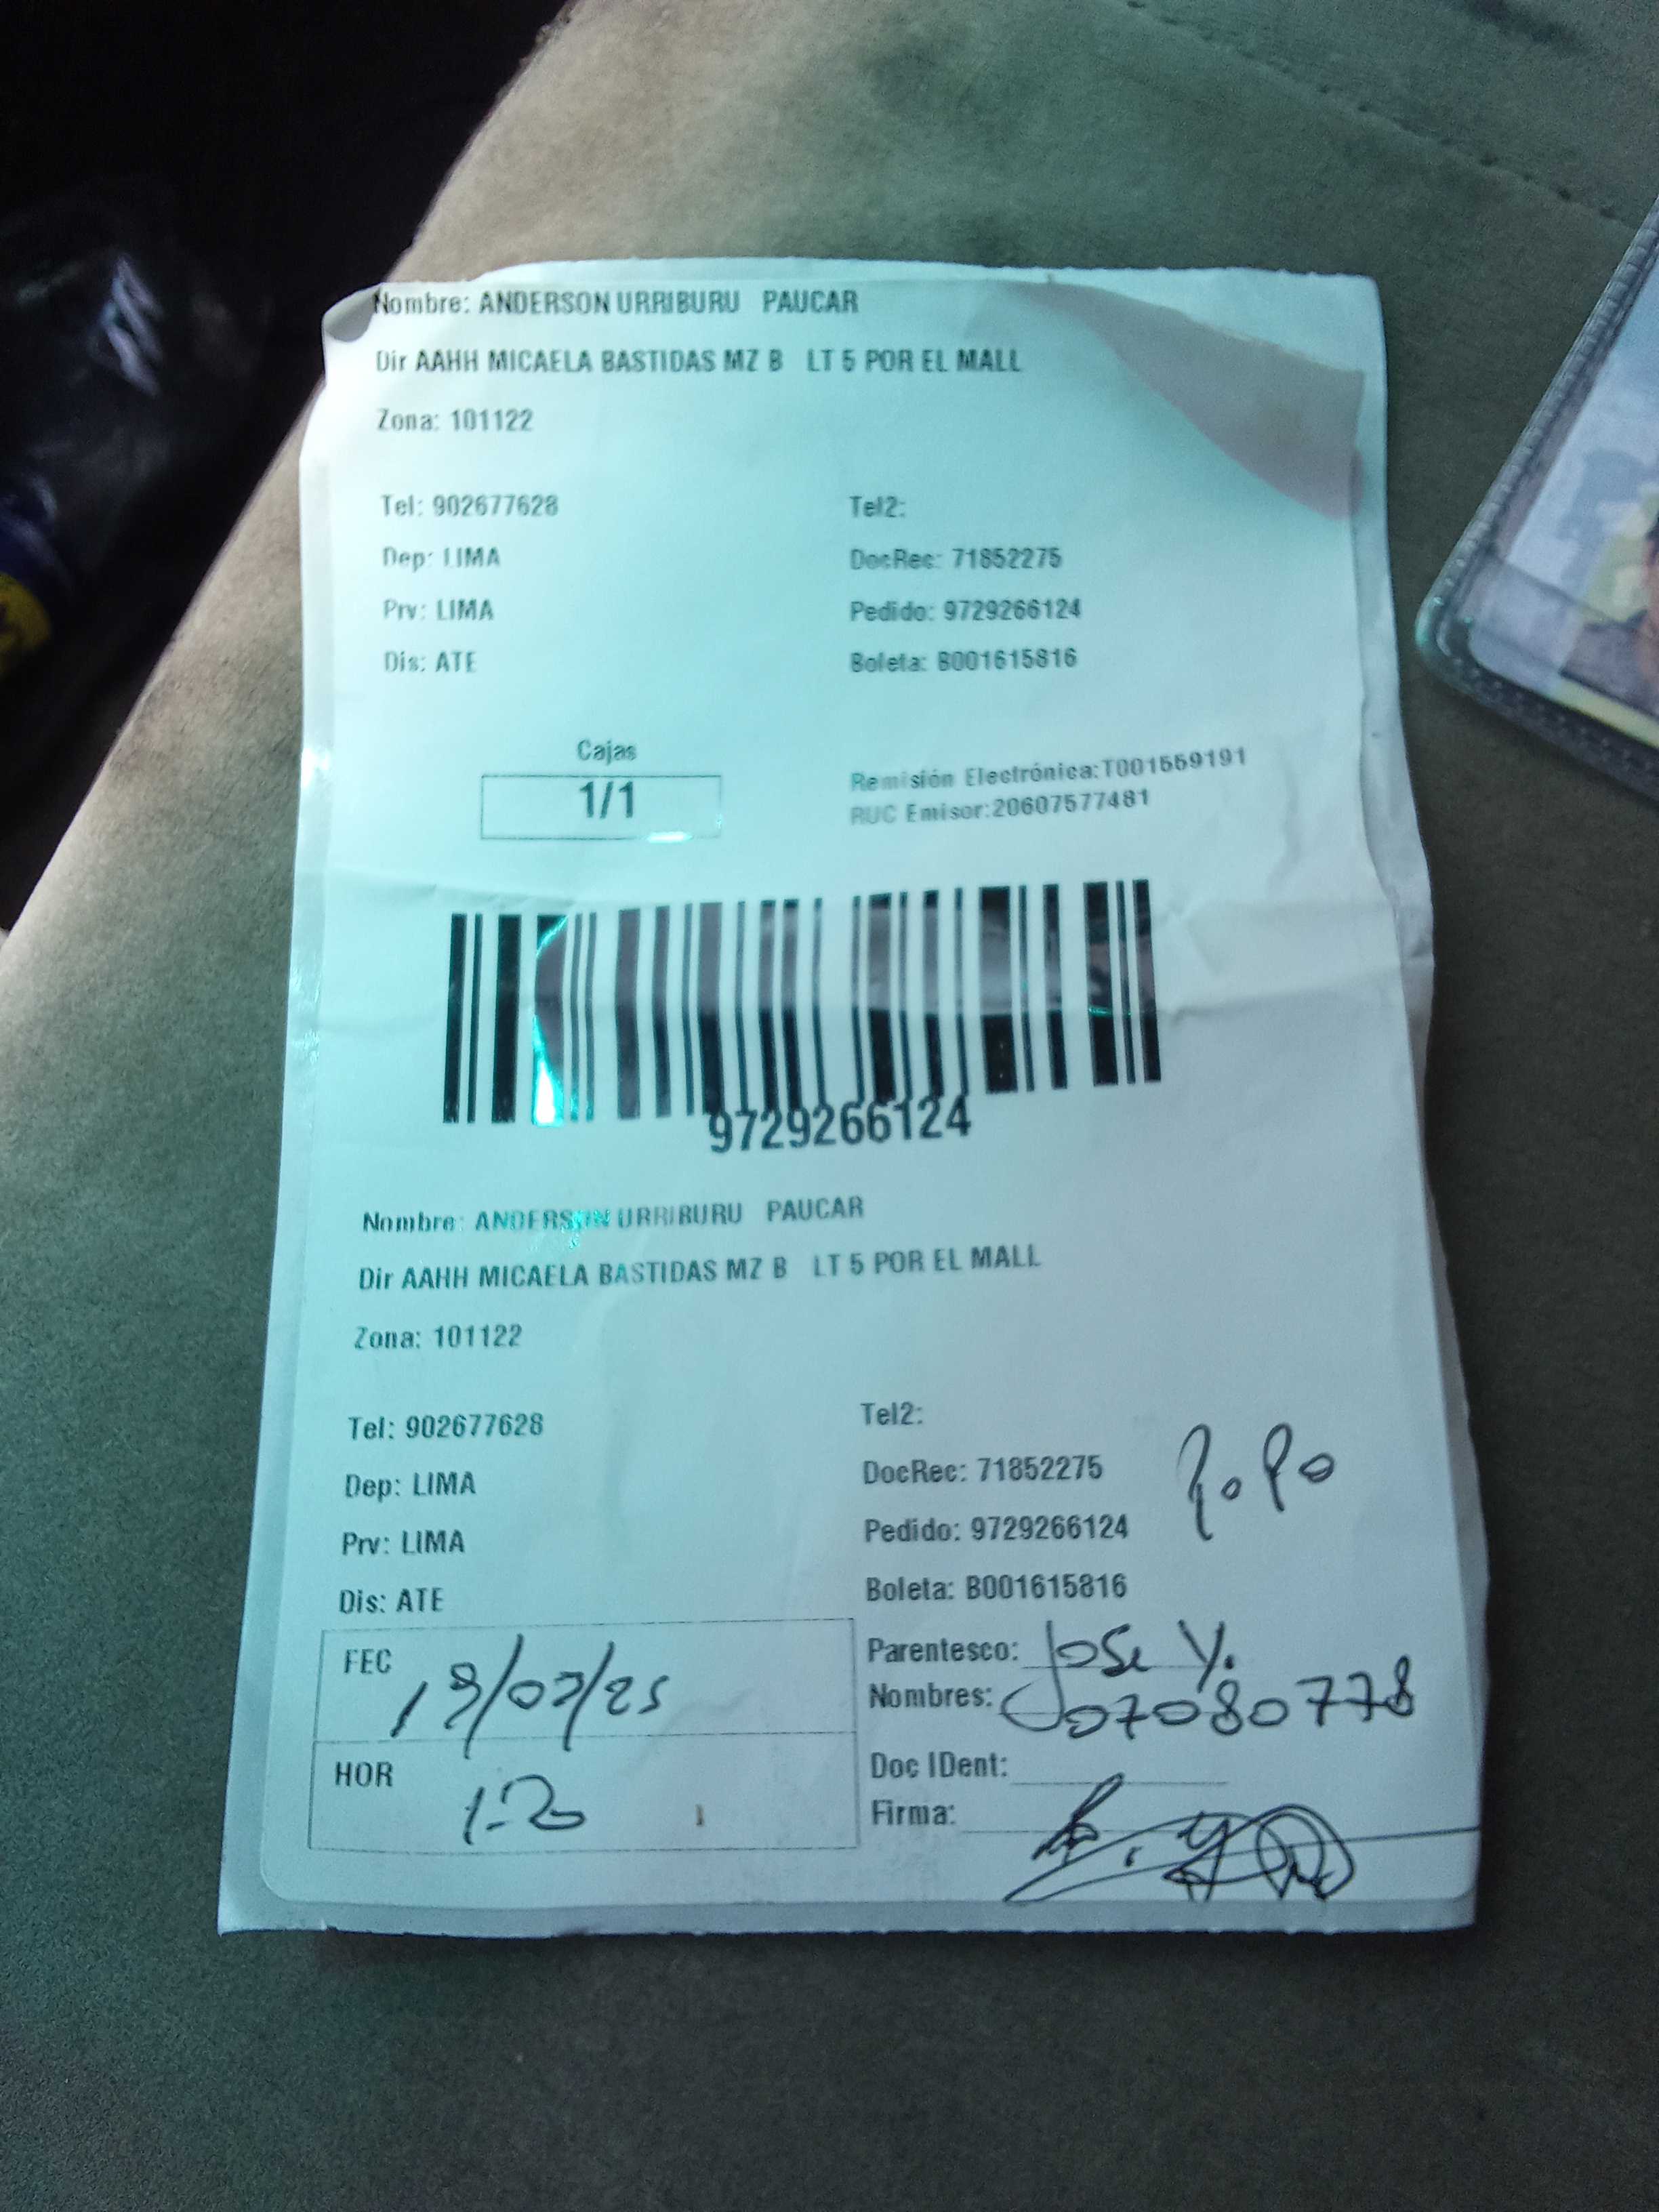 Nombre: ANDERSON URRIBURU PAUCAR
Dir AAHH MICAELA BASTIDAS MZ B LT 5 POR EL MALL
Zona: 101122
Tel: 902677628 Tel2:
Dep: LIMA DocRec: 71852275
Prv: LIMA Pedido: 9729266124
Dis: ATE Boleta: B001615816
Cajas
1/1
Remisión Electrónica:T001559191
RUC Emisor:20607577481
9729266124
Nombre: ANDERSON URRIBURU PAUCAR
Dir AAHH MICAELA BASTIDAS MZ B LT 5 POR EL MALL
Zona: 101122
Tel: 902677628 Tel2:
Dep: LIMA DocRec: 71852275
Prv: LIMA Pedido: 9729266124
Dis: ATE Boleta: B001615816
FEC
Parentesco: Jose Y.
Nombres: 07080778
HOR
Doc IDent:
Firma: